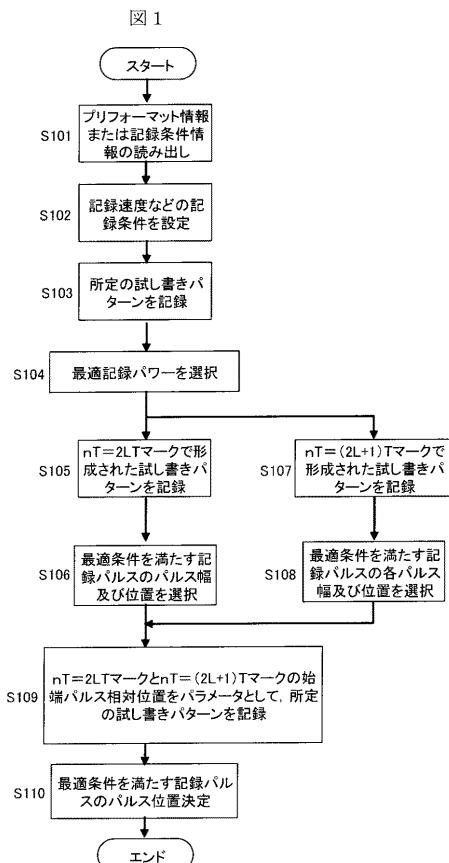 図1
スタート
S101
プリフォーマット情報
または記録条件情
報の読み出し
S102
記録速度などの記
録条件を設定
S103
所定の試し書きパ
ターンを記録
S104
最適記録パワーを選択
S105
nT=2LTマークで形
成された試し書きパ
ターンを記録
S107
nT=(2L+1)Tマークで
形成された試し書きパ
ターンを記録
S106
最適条件を満たす記
録パルスのパルス幅
及び位置を選択
S108
最適条件を満たす記
録パルスの各パルス
幅及び位置を選択
S109
nT=2LTマークとnT=(2L+1)Tマークの始
端パルス相対位置をパラメータとして,所定
の試し書きパターンを記録
S110
最適条件を満たす記録パル
スのパルス位置決定
エンド